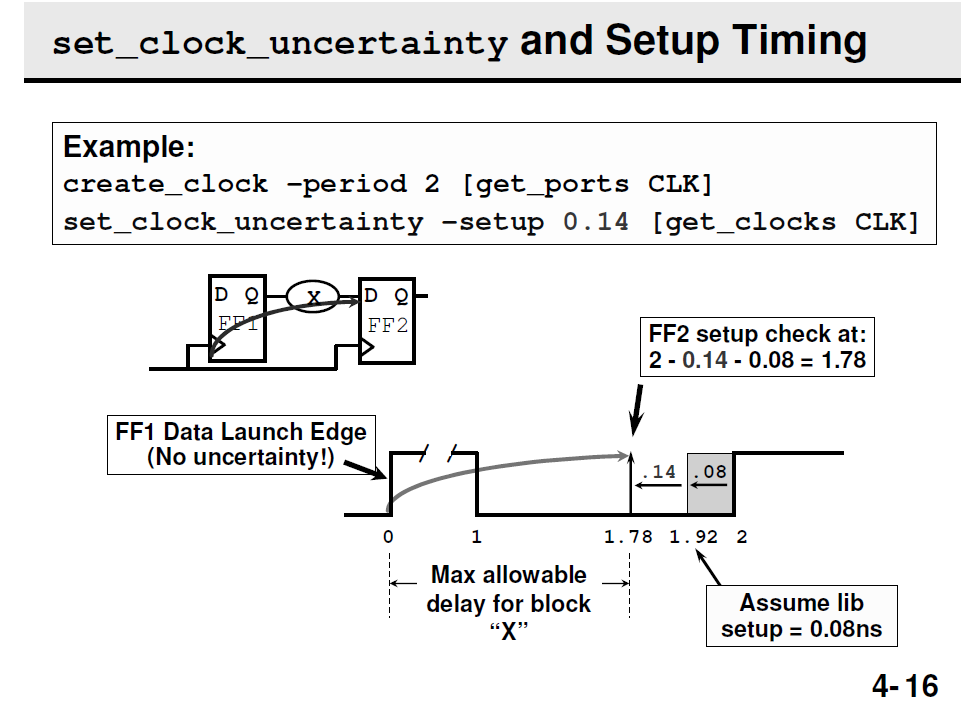 set_clock_uncertainty and Setup Timing
Example:
create_clock –period 2 [get_ports CLK]
set_clock_uncertainty –setup 0.14 [get_clocks CLK]
D Q
FF1
X
D Q
FF2
FF2 setup check at:
2 - 0.14 - 0.08 = 1.78
FF1 Data Launch Edge
(No uncertainty!)
.14
.08
0 1 1.78 1.92 2
Max allowable
delay for block
“X”
Assume lib
setup = 0.08ns
4- 16